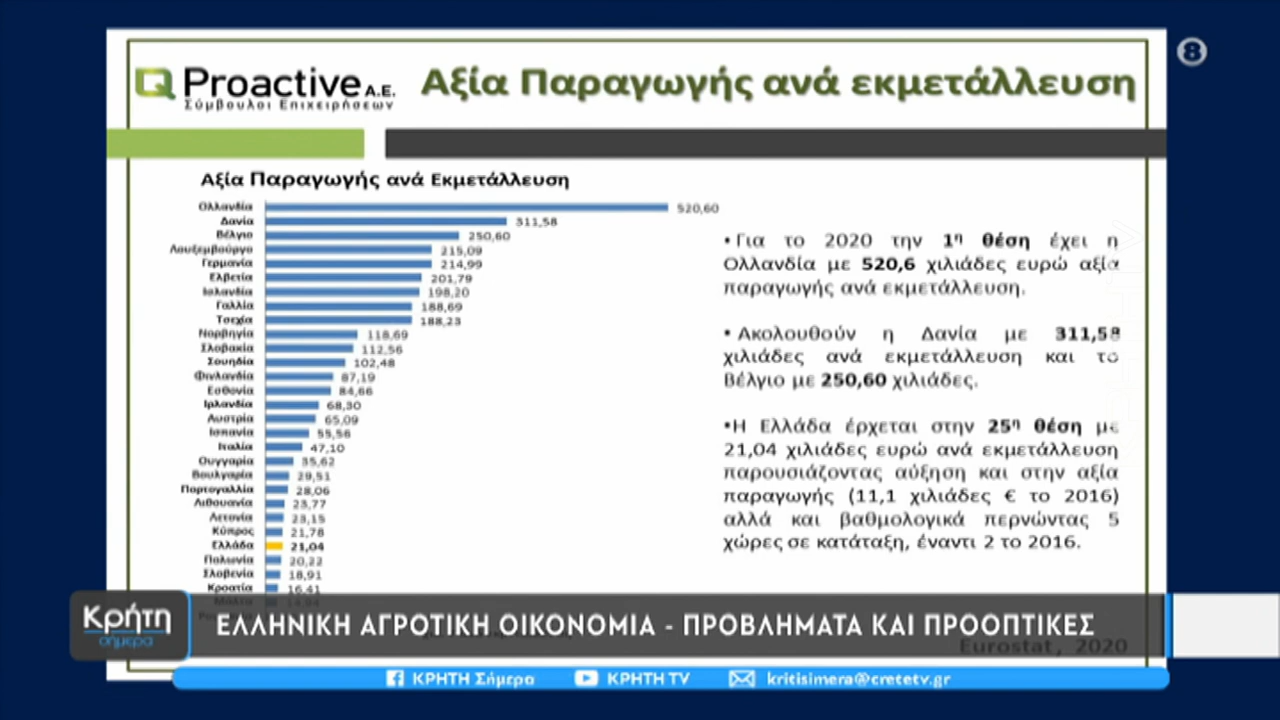 Proactive Α.Ε.
Σύμβουλοι Επιχειρήσεων
Αξία Παραγωγής ανά εκμετάλλευση
8
Αξία Παραγωγής ανά Εκμετάλλευση
Ολλανδία 520,60
Δανία 311,58
Βέλγιο 250,60
Λουξεμβούργο 215,09
Γερμανία 214,99
Ελβετία 201,79
Ισλανδία 198,20
Γαλλία 188,69
Τσεχία 188,23
Νορβηγία 118,69
Σλοβακία 112,56
Σουηδία 102,48
Φινλανδία 87,19
Εσθονία 84,66
Ιρλανδία 68,30
Αυστρία 65,09
Ισπανία 55,56
Ιταλία 47,10
Ουγγαρία 35,62
Βουλγαρία 29,51
Πορτογαλλία 28,06
Λιθουανία 23,77
Λετονία 23,15
Κύπρος 21,78
Ελλάδα 21,04
Πολωνία 20,22
Σλοβενία 18,91
Κροατία 16,41
• Για το 2020 την 1η θέση έχει η
Ολλανδία με 520,6 χιλιάδες ευρώ αξία
παραγωγής ανά εκμετάλλευση.
• Ακολουθούν η Δανία με 311,58
χιλιάδες ανά εκμετάλλευση και το
Βέλγιο με 250,60 χιλιάδες.
•Η Ελλάδα έρχεται στην 25η θέση με
21,04 χιλιάδες ευρώ ανά εκμετάλλευση
παρουσιάζοντας αύξηση και στην αξία
παραγωγής (11,1 χιλιάδες € το 2016)
αλλά και βαθμολογικά περνώντας 5
χώρες σε κατάταξη, έναντι 2 το 2016.
Κρήτη
σήμερα
ΕΛΛΗΝΙΚΗ ΑΓΡΟΤΙΚΗ ΟΙΚΟΝΟΜΙΑ - ΠΡΟΒΛΗΜΑΤΑ ΚΑΙ ΠΡΟΟΠΤΙΚΕΣ
Eurostat, 2020
ΚΡΗΤΗ Σήμερα ΚΡΗΤΗ TV kritisimera@cretetv.gr